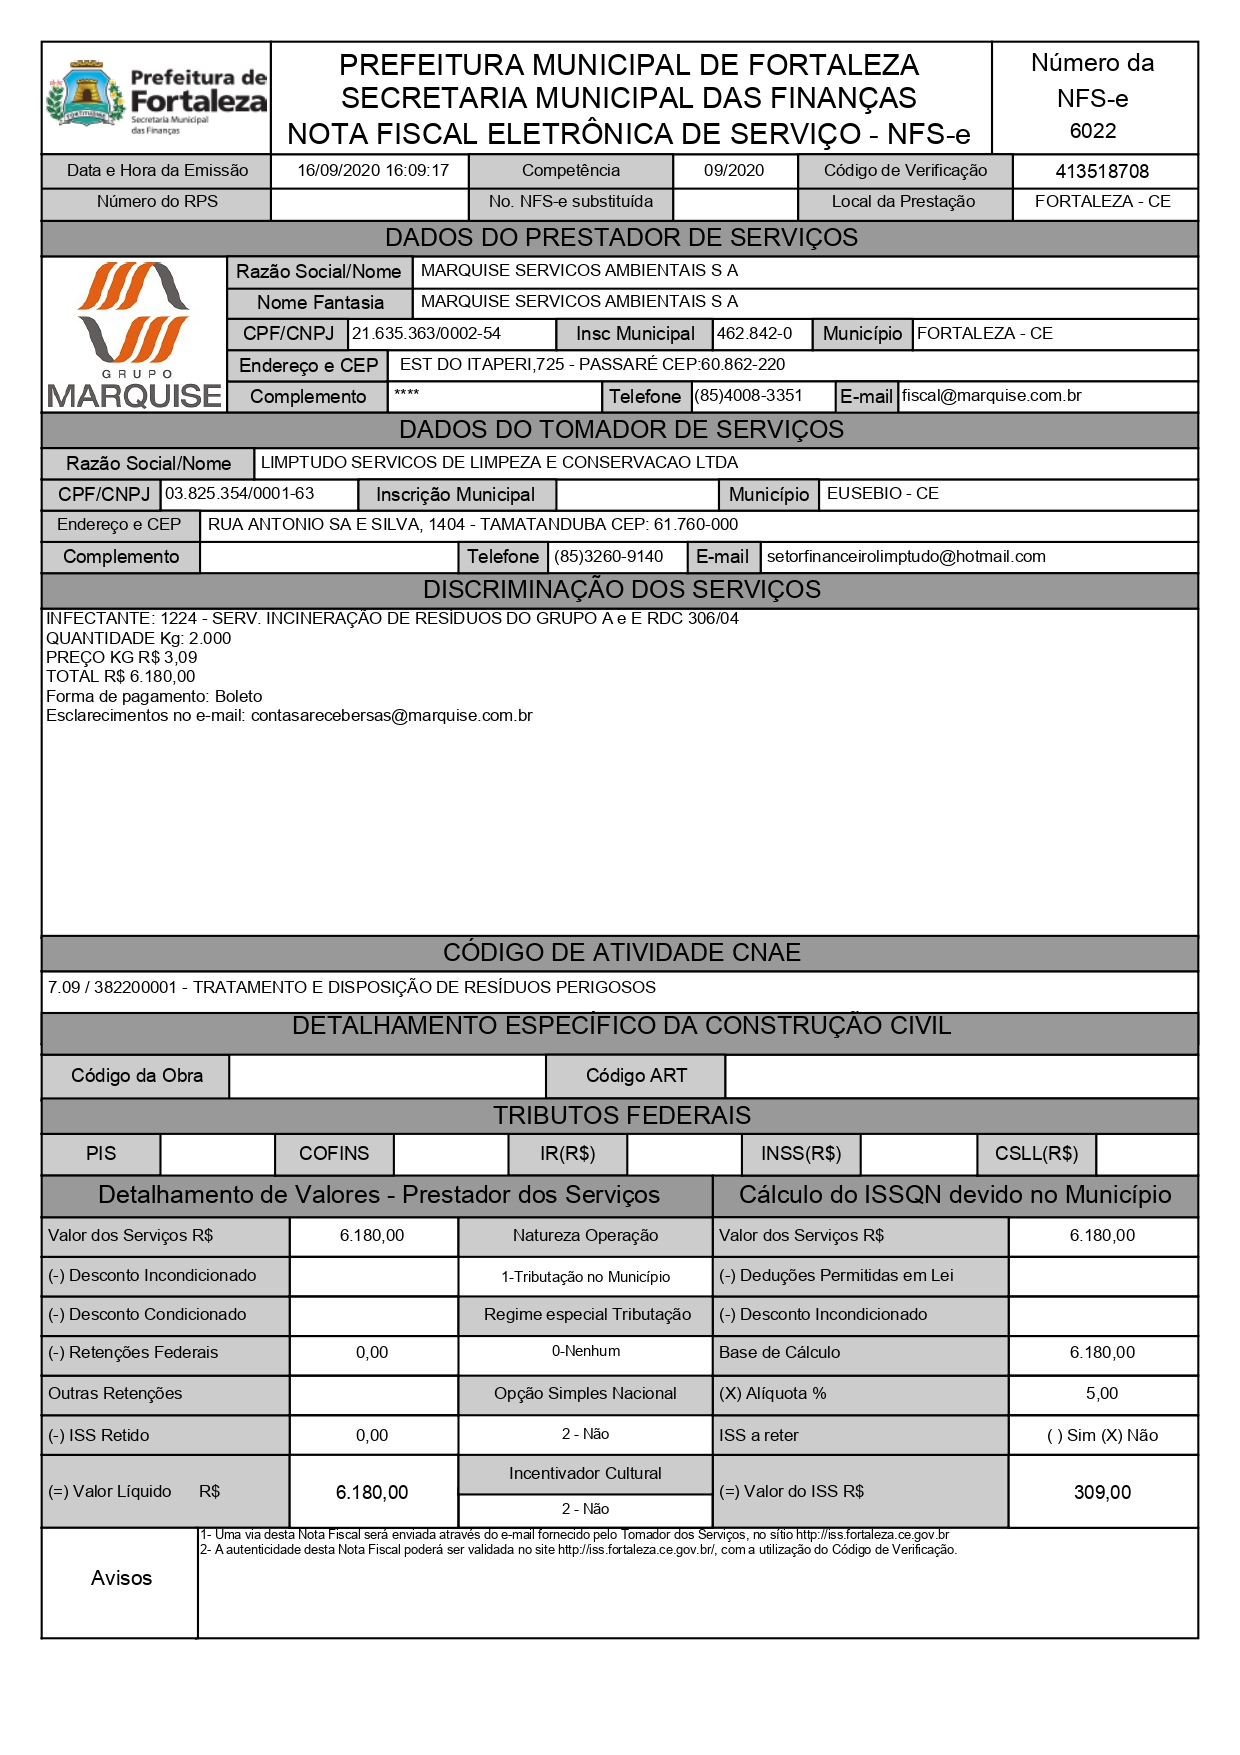 Prefeitura de
Fortaleza
Secretaria Municipal
das Finanças
FORTITUDINE
PREFEITURA MUNICIPAL DE FORTALEZA
SECRETARIA MUNICIPAL DAS FINANÇAS
NOTA FISCAL ELETRÔNICA DE SERVIÇO - NFS-e
Número da
NFS-e
6022
Data e Hora da Emissão 16/09/2020 16:09:17 Competência 09/2020 Código de Verificação 413518708
Número do RPS No. NFS-e substituída Local da Prestação FORTALEZA - CE
DADOS DO PRESTADOR DE SERVIÇOS
GRUPO
MARQUISE
Razão Social/Nome MARQUISE SERVICOS AMBIENTAIS S A
Nome Fantasia MARQUISE SERVICOS AMBIENTAIS S A
CPF/CNPJ 21.635.363/0002-54 Insc Municipal 462.842-0 Município FORTALEZA - CE
Endereço e CEP EST DO ITAPERI,725 - PASSARÉ CEP:60.862-220
Complemento **** Telefone (85)4008-3351 E-mail fiscal@marquise.com.br
DADOS DO TOMADOR DE SERVIÇOS
Razão Social/Nome LIMPTUDO SERVICOS DE LIMPEZA E CONSERVACAO LTDA
CPF/CNPJ 03.825.354/0001-63 Inscrição Municipal Município EUSEBIO - CE
Endereço e CEP RUA ANTONIO SA E SILVA, 1404 - TAMATANDUBA CEP: 61.760-000
Complemento Telefone (85)3260-9140 E-mail setorfinanceirolimptudo@hotmail.com
DISCRIMINAÇÃO DOS SERVIÇOS
INFECTANTE: 1224 - SERV. INCINERAÇÃO DE RESÍDUOS DO GRUPO A e E RDC 306/04
QUANTIDADE Kg: 2.000
PREÇO KG R$ 3,09
TOTAL R$ 6.180,00
Forma de pagamento: Boleto
Esclarecimentos no e-mail: contasarecebersas@marquise.com.br
CÓDIGO DE ATIVIDADE CNAE
7.09 / 382200001 - TRATAMENTO E DISPOSIÇÃO DE RESÍDUOS PERIGOSOS
DETALHAMENTO ESPECÍFICO DA CONSTRUÇÃO CIVIL
Código da Obra Código ART
TRIBUTOS FEDERAIS
PIS COFINS IR(R$) INSS(R$) CSLL(R$)
Detalhamento de Valores - Prestador dos Serviços Cálculo do ISSQN devido no Município
Valor dos Serviços R$ 6.180,00 Natureza Operação Valor dos Serviços R$ 6.180,00
(-) Desconto Incondicionado 1-Tributação no Município (-) Deduções Permitidas em Lei
(-) Desconto Condicionado Regime especial Tributação (-) Desconto Incondicionado
(-) Retenções Federais 0,00 0-Nenhum Base de Cálculo 6.180,00
Outras Retenções Opção Simples Nacional (X) Alíquota % 5,00
(-) ISS Retido 0,00 2 - Não ISS a reter ( ) Sim (X) Não
(=) Valor Líquido R$ 6.180,00 Incentivador Cultural (=) Valor do ISS R$ 309,00
2 - Não
Avisos
1- Uma via desta Nota Fiscal será enviada através do e-mail fornecido pelo Tomador dos Serviços, no sítio http://iss.fortaleza.ce.gov.br
2- A autenticidade desta Nota Fiscal poderá ser validada no site http://iss.fortaleza.ce.gov.br/, com a utilização do Código de Verificação.